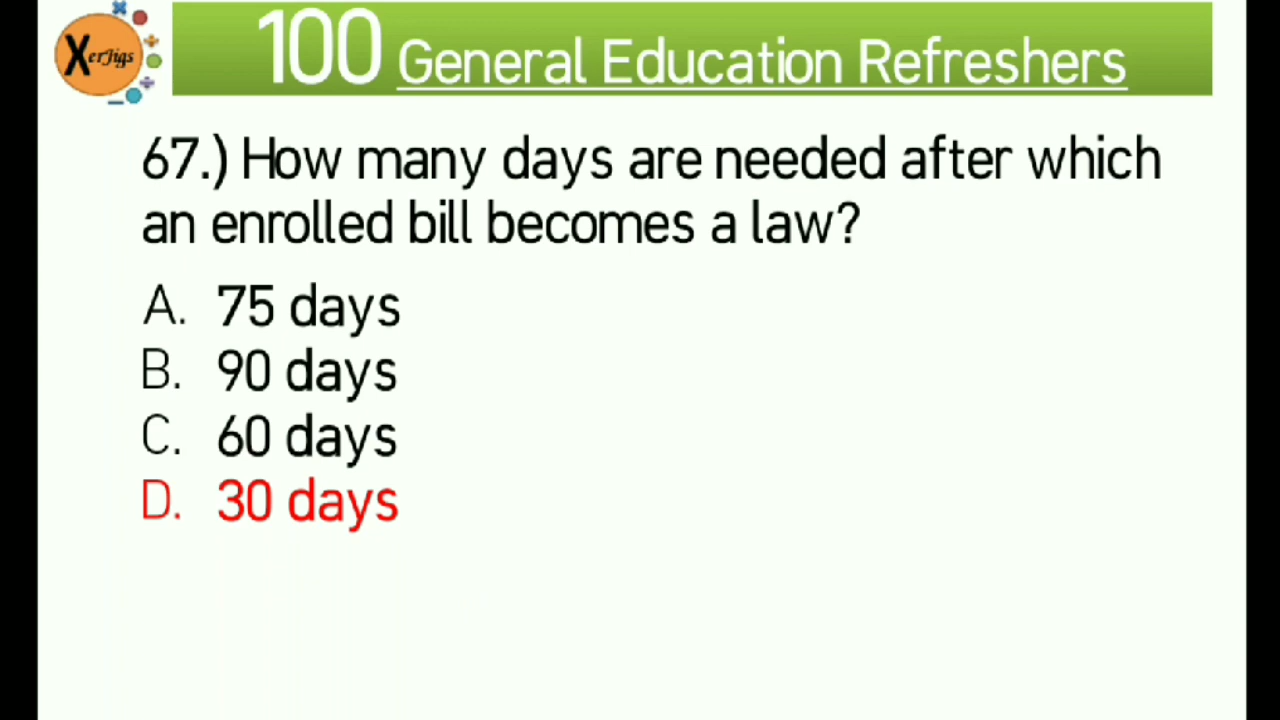 XerJigs
100 General Education Refreshers
67.) How many days are needed after which
an enrolled bill becomes a law?
A. 75 days
B. 90 days
C. 60 days
D. 30 days